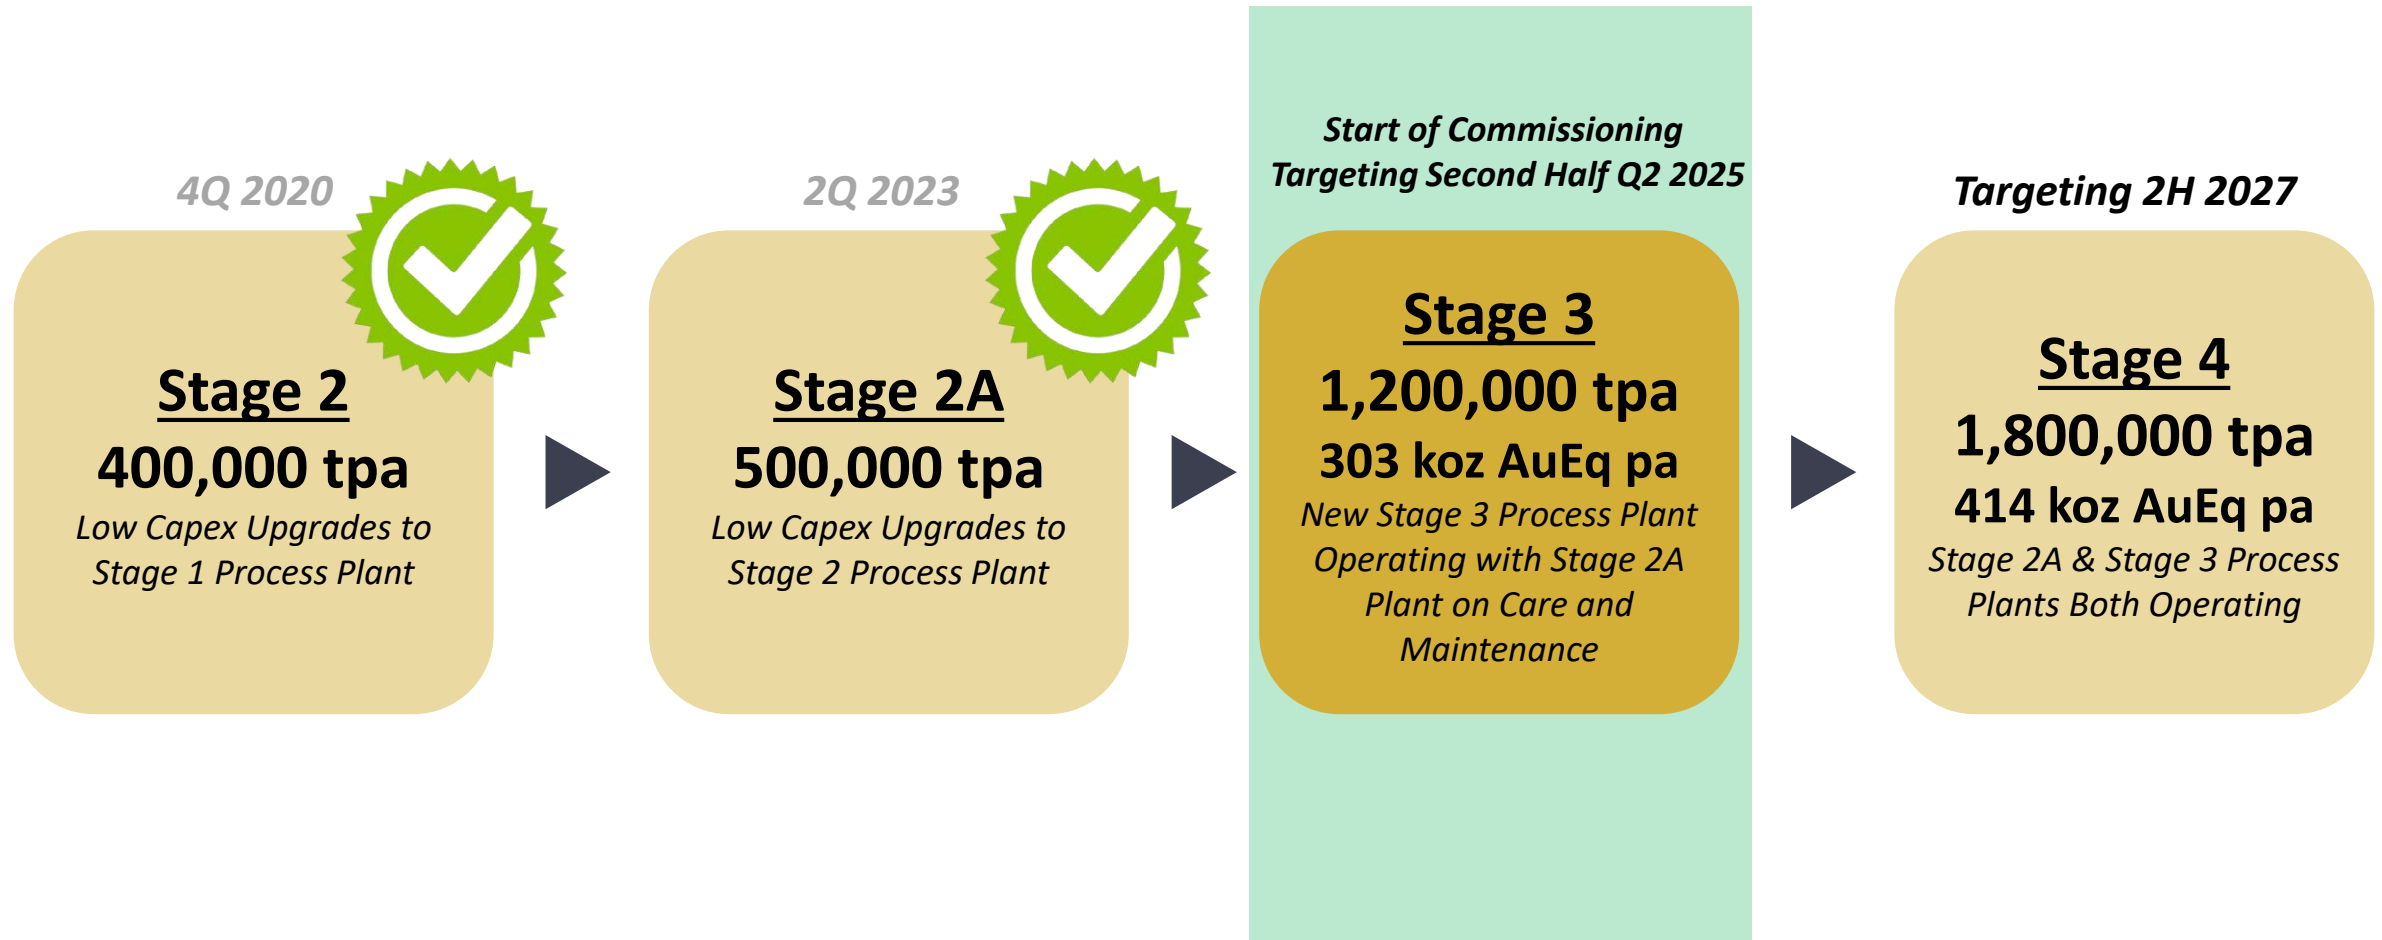 4Q 2020
Stage 2
400,000 tpa
Low Capex Upgrades to
Stage 1 Process Plant
2Q 2023
Stage 2A
500,000 tpa
Low Capex Upgrades to
Stage 2 Process Plant
Start of Commissioning
Targeting Second Half Q2 2025
Stage 3
1,200,000 tpa
303 koz AuEq pa
New Stage 3 Process Plant
Operating with Stage 2A
Plant on Care and
Maintenance
Targeting 2H 2027
Stage 4
1,800,000 tpa
414 koz AuEq pa
Stage 2A & Stage 3 Process
Plants Both Operating